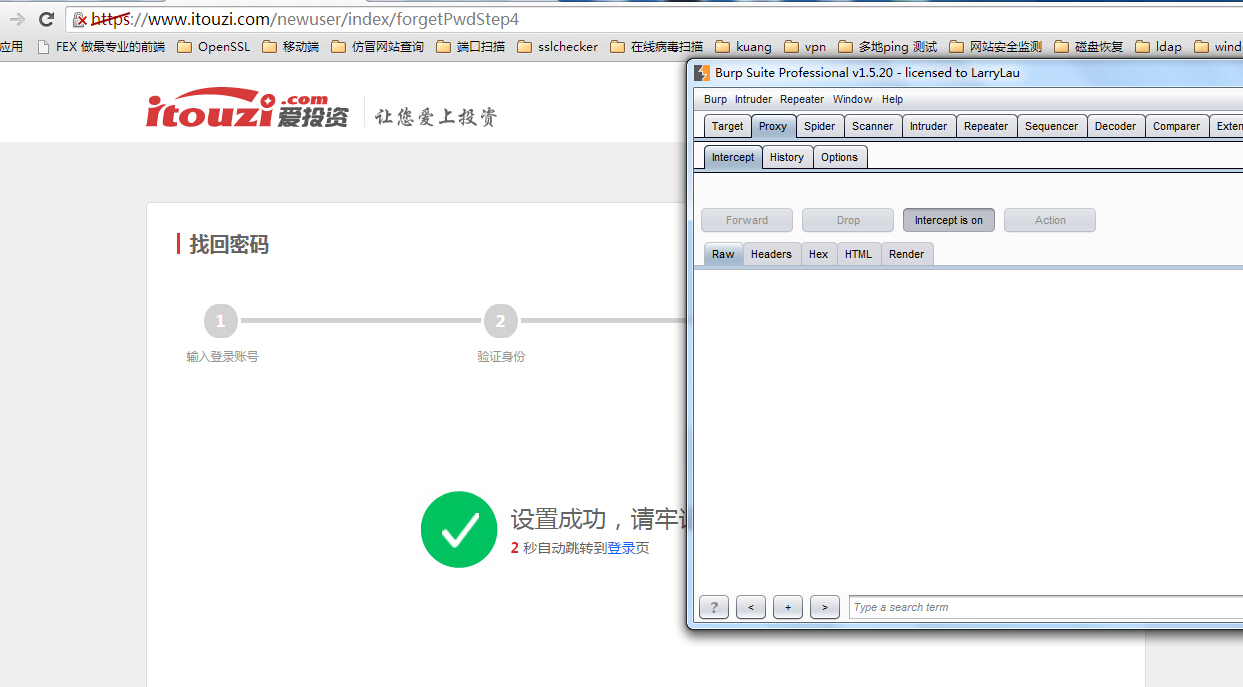 https://www.itouzi.com/newuser/index/forgetPwdStep4
应用 FEX 做最专业的前端 OpenSSL 移动端 仿冒网站查询 端口扫描 sslchecker 在线病毒扫描 kuang vpn 多地ping 测试 网站安全监测 磁盘恢复 ldap wind
itouzi.com 爱投资 让您爱上投资
找回密码
1 2
输入登录账号 验证身份
设置成功，请牢
2 秒自动跳转到登录页
Burp Suite Professional v1.5.20 - licensed to LarryLau
Burp Intruder Repeater Window Help
Target Proxy Spider Scanner Intruder Repeater Sequencer Decoder Comparer Exten
Intercept History Options
Forward Drop Intercept is on Action
Raw Headers Hex HTML Render
? < + > Type a search term